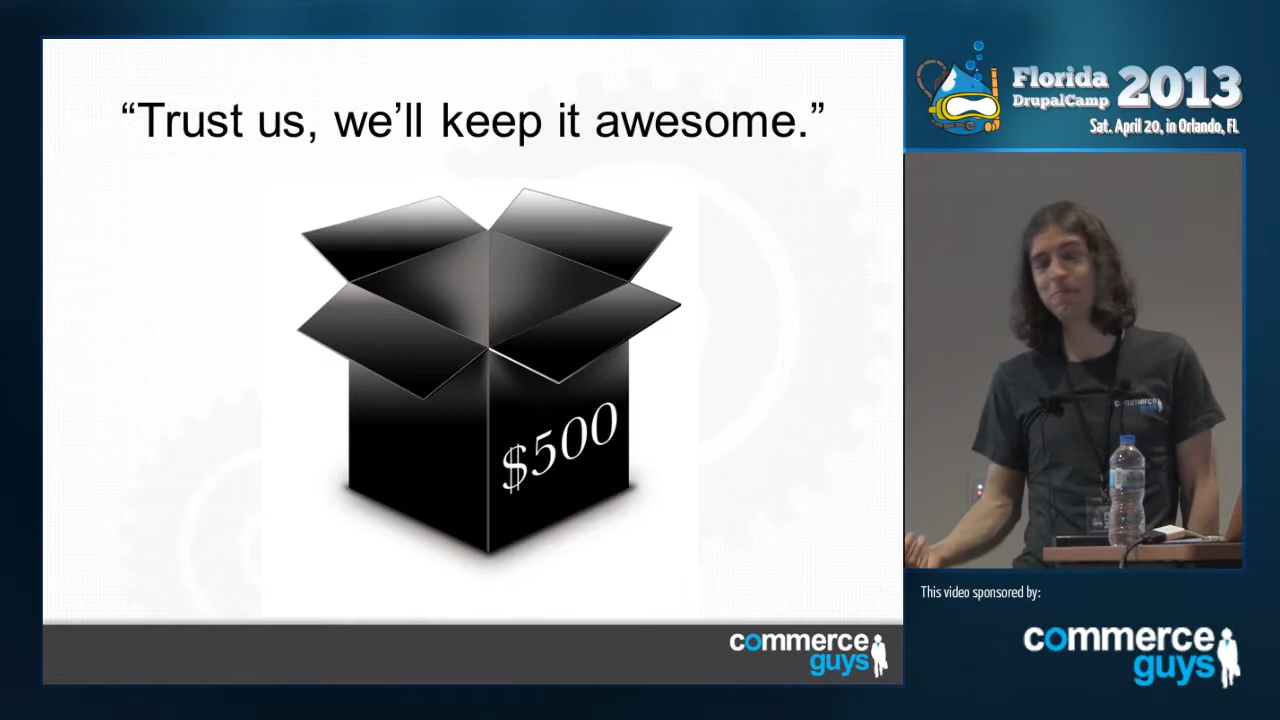 “Trust us, we’ll keep it awesome.”
$500
commerce
guys
Florida
DrupalCamp
2013
Sat. April 20, in Orlando, FL
commerce
guys
This video sponsored by:
commerce
guys